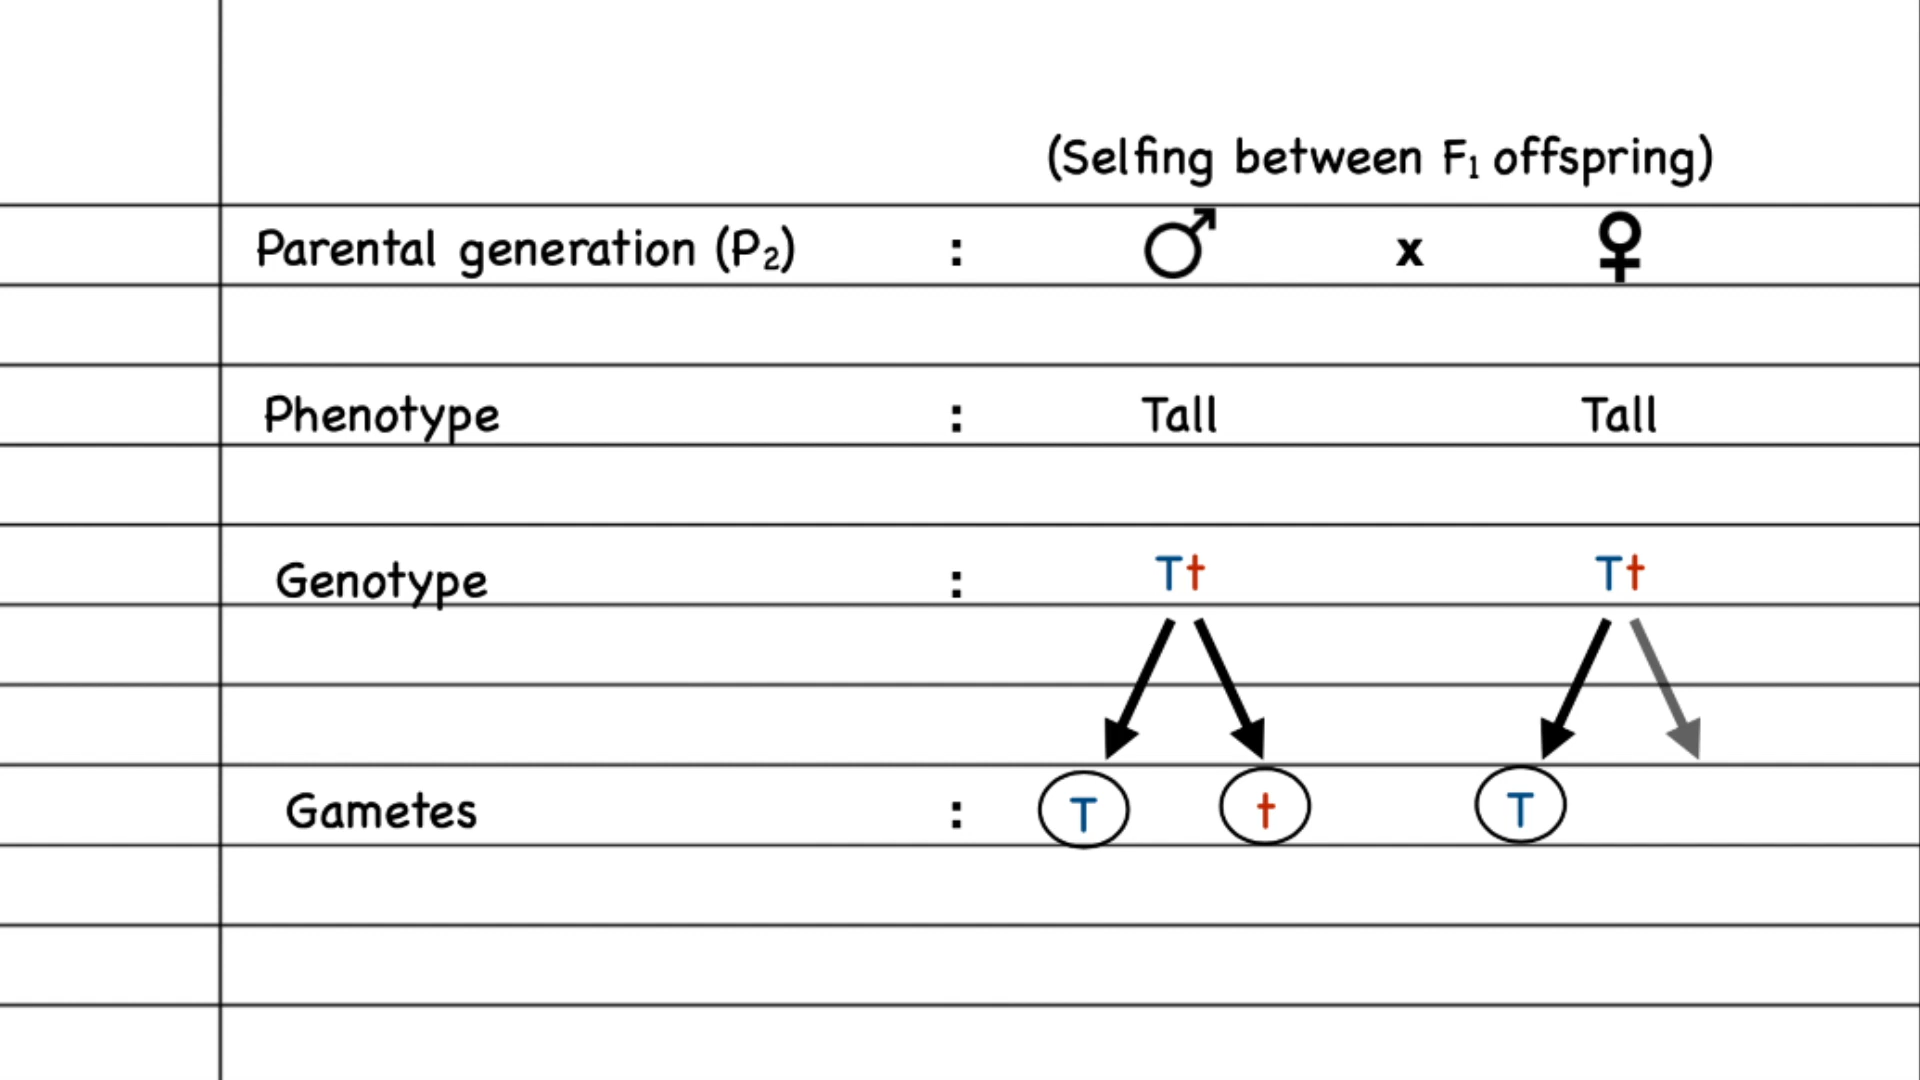 (Selfing between F₁ offspring)
Parental generation (P₂) : ♂ x ♀
Phenotype : Tall Tall
Genotype : Tt Tt
Gametes : T t T